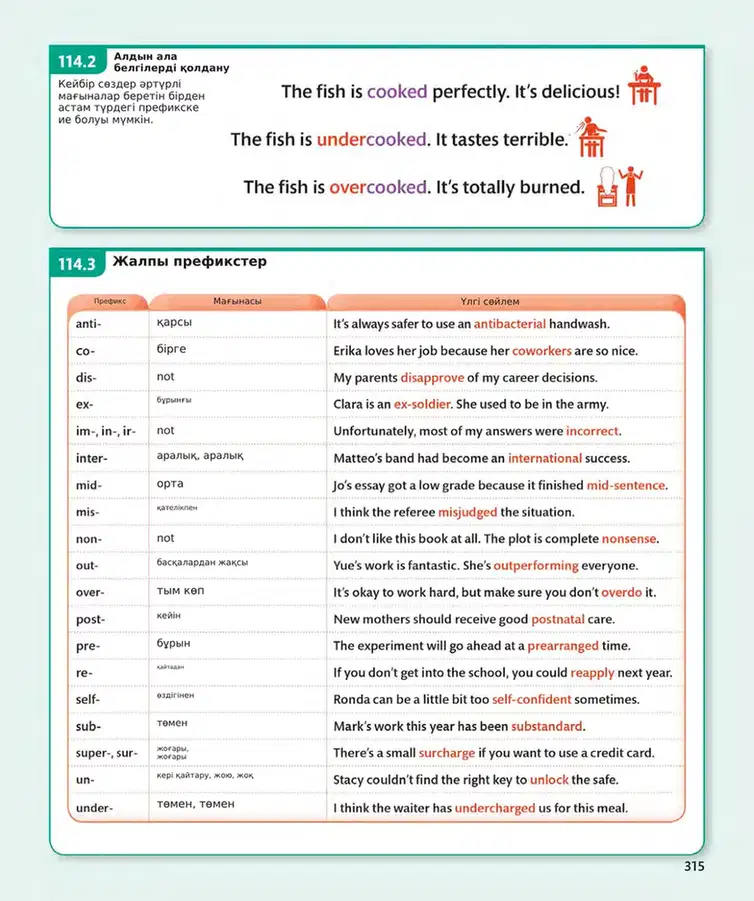 114.2
Алдын ала
белгілерді қолдану
Кейбір сөздер әртүрлі
мағыналар беретін бірден
астам түрдегі префикске
ие болуы мүмкін.
The fish is cooked perfectly. It's delicious!
The fish is undercooked. It tastes terrible.
The fish is overcooked. It's totally burned.
114.3 Жалпы префикстер
Префикс Мағынасы Үлгі сөйлем
anti- қарсы It's always safer to use an antibacterial handwash.
co- бірге Erika loves her job because her coworkers are so nice.
dis- not My parents disapprove of my career decisions.
ex- бұрынғы Clara is an ex-soldier. She used to be in the army.
im-, in-, ir- not Unfortunately, most of my answers were incorrect.
inter- аралық, аралық Matteo's band had become an international success.
mid- орта Jo's essay got a low grade because it finished mid-sentence.
mis- қателікпен I think the referee misjudged the situation.
non- not I don't like this book at all. The plot is complete nonsense.
out- басқалардан жақсы Yue's work is fantastic. She's outperforming everyone.
over- тым көп It's okay to work hard, but make sure you don't overdo it.
post- кейін New mothers should receive good postnatal care.
pre- бұрын The experiment will go ahead at a prearranged time.
re- қайтадан If you don't get into the school, you could reapply next year.
self- өздігінен Ronda can be a little bit too self-confident sometimes.
sub- төмен Mark's work this year has been substandard.
super-, sur- жоғары,
жоғары There's a small surcharge if you want to use a credit card.
un- кері қайтару, жою, жоқ Stacy couldn't find the right key to unlock the safe.
under- төмен, төмен I think the waiter has undercharged us for this meal.
315